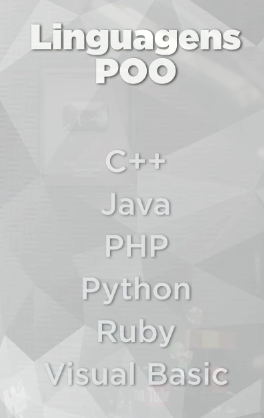 Linguagens
POO
C++
Java
PHP
Python
Ruby
Visual Basic